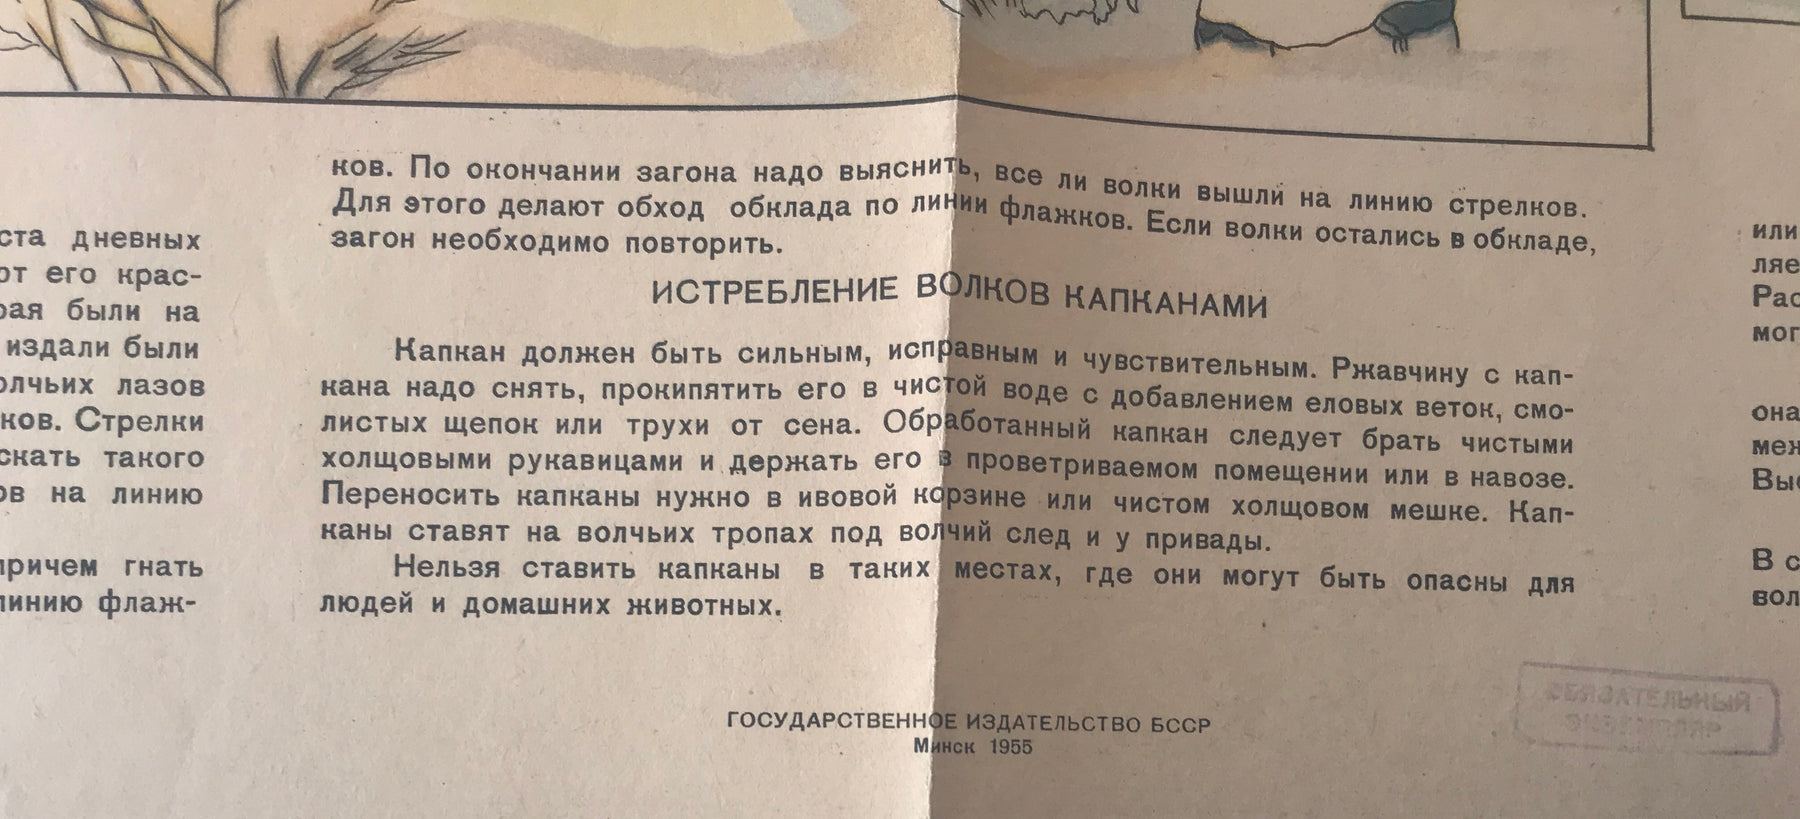 ста дневных
от его крас-
рая были на
издали были
олчьих лазов
ков. Стрелки
скать такого
ов на линию
причем гнать
линию флаж-
ков. По окончании загона надо выяснить, все ли волки вышли на линию стрелков.
Для этого делают обход обклада по линии флажков. Если волки остались в обкладе,
загон необходимо повторить.
ИСТРЕБЛЕНИЕ ВОЛКОВ КАПКАНАМИ
Капкан должен быть сильным, исправным и чувствительным. Ржавчину с кап-
кана надо снять, прокипятить его в чистой воде с добавлением еловых веток, смо-
листых щепок или трухи от сена. Обработанный капкан следует брать чистыми
холщовыми рукавицами и держать его в проветриваемом помещении или в навозе.
Переносить капканы нужно в ивовой корзине или чистом холщовом мешке. Кап-
каны ставят на волчьих тропах под волчий след и у привады.
Нельзя ставить капканы в таких местах, где они могут быть опасны для
людей и домашних животных.
ГОСУДАРСТВЕННОЕ ИЗДАТЕЛЬСТВО БССР
Минск 1955
ОБЯЗАТЕЛЬНЫЙ
ЭКЗЕМПЛЯР
или
ляе
Рас
мог
она
меж
Выс
В с
вол